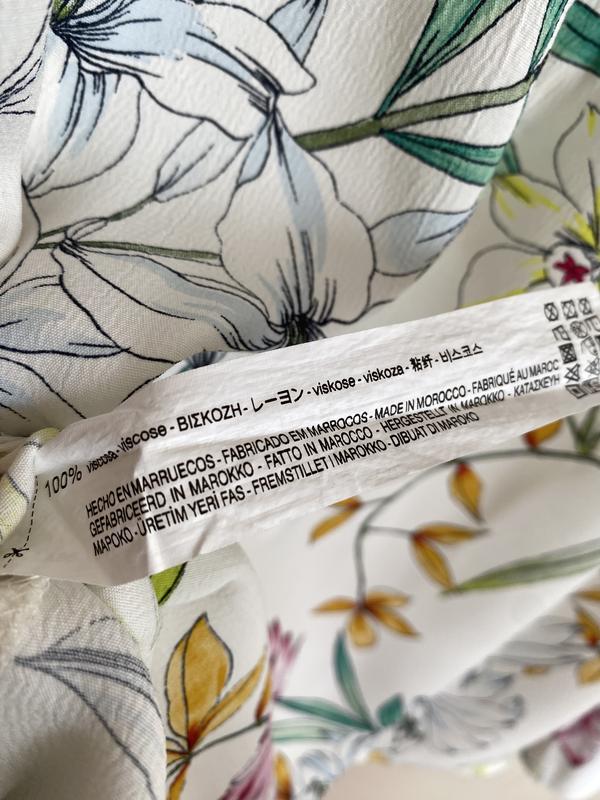 100% viscosa - viscose - ΒΙΣΚΟΖΗ - レーヨン - viskose - viskoza - 粘纤 - 비스코스
HECHO EN MARRUECOS - FABRICADO EM MARROCOS - MADE IN MOROCCO - FABRIQUÉ AU MAROC
GEFABRICEERD IN MAROKKO - FATTO IN MAROCCO - HERGESTELLT IN MAROKKO - ΚΑΤΑΣΚΕΥΗ
ΜΑΡΟΚΟ - ÜRETİM YERİ FAS - FREMSTILLET I MAROKKO - DIBUAT DI MAROKO